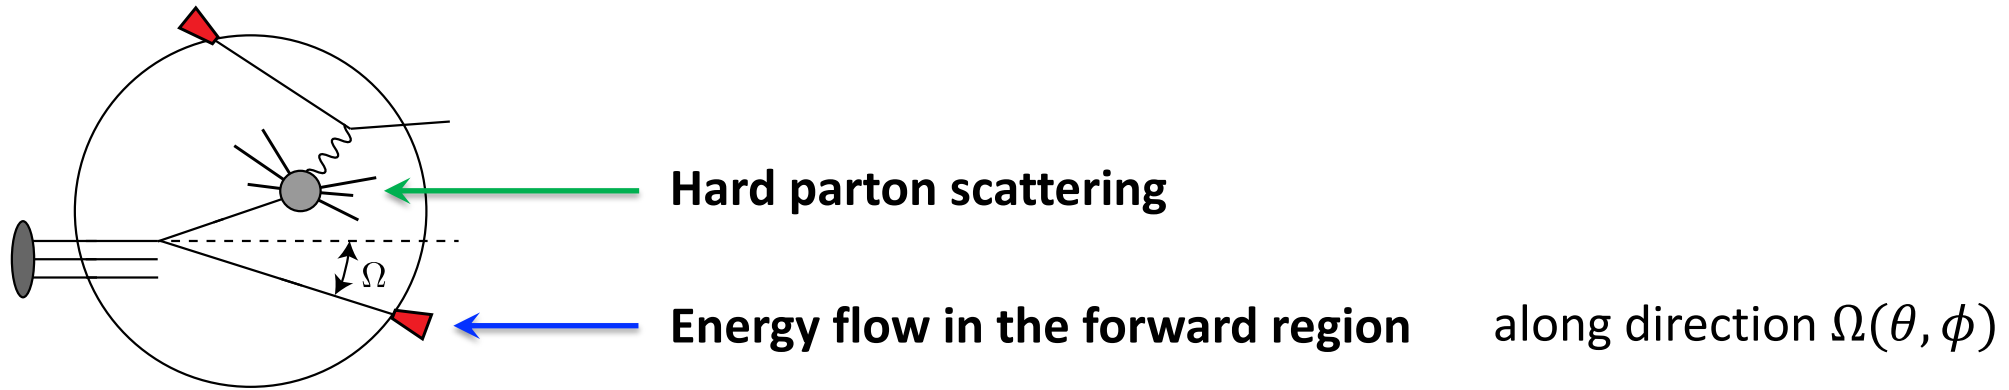 Hard parton scattering
Ω
Energy flow in the forward region along direction Ω(θ, ϕ)